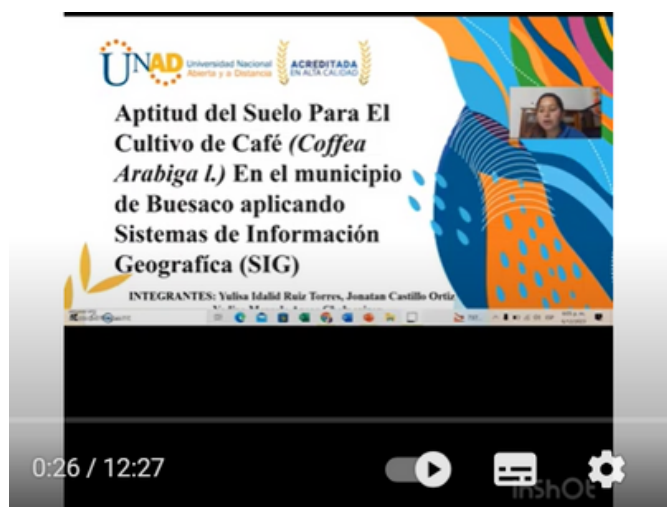 UNAD Universidad Nacional
Abierta y a Distancia
ACREDITADA
EN ALTA CALIDAD
Aptitud del Suelo Para El
Cultivo de Café (Coffea
Arabiga l.) En el municipio
de Buesaco aplicando
Sistemas de Información
Geografíca (SIG)
INTEGRANTES: Yulisa Idalid Ruiz Torres, Jonatan Castillo Ortiz
0:26 / 12:27
InShOt